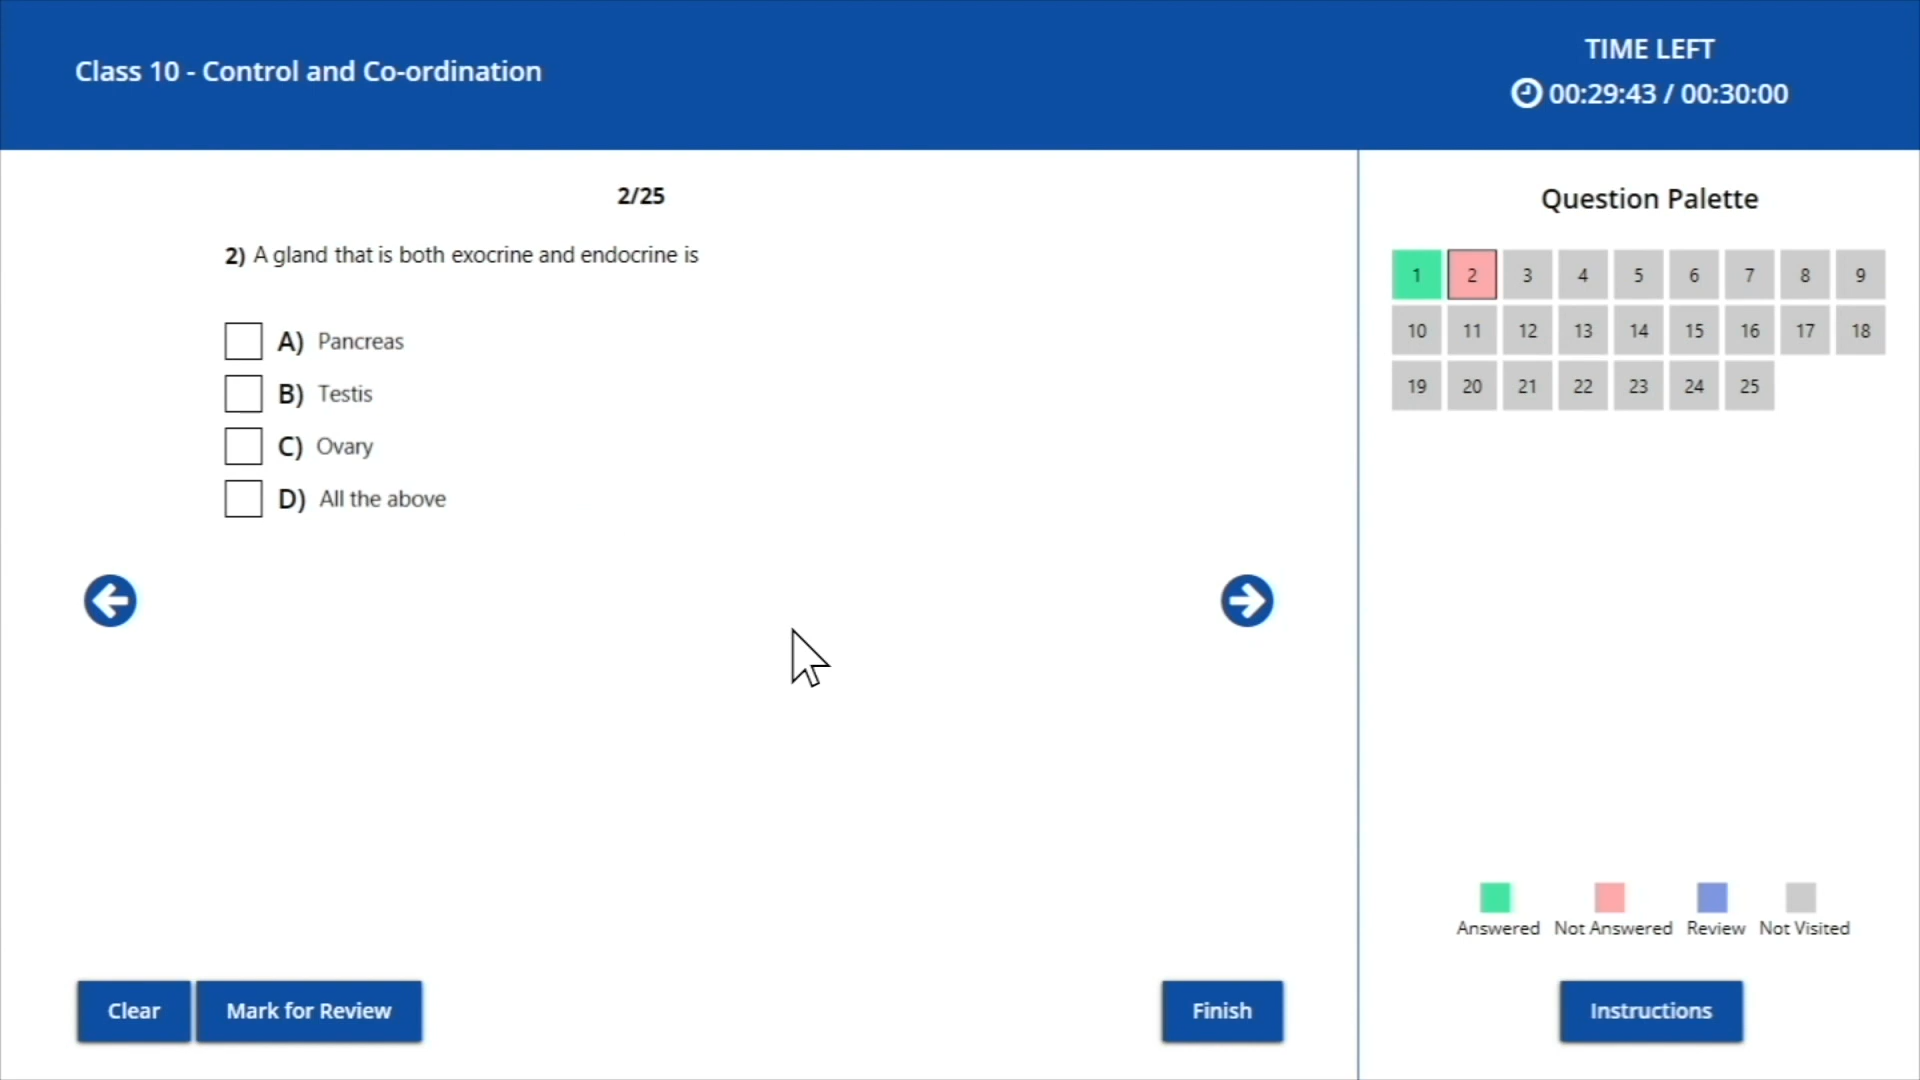 Class 10 - Control and Co-ordination
TIME LEFT
00:29:43 / 00:30:00
2/25
2) A gland that is both exocrine and endocrine is
A) Pancreas
B) Testis
C) Ovary
D) All the above
Question Palette
1 2 3 4 5 6 7 8 9
10 11 12 13 14 15 16 17 18
19 20 21 22 23 24 25
Answered Not Answered Review Not Visited
Clear Mark for Review Finish Instructions